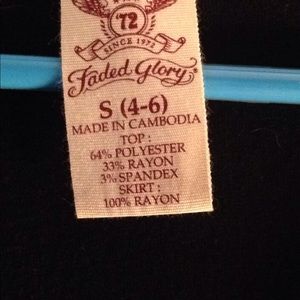 '72
SINCE 1972
Faded Glory®
S (4-6)
MADE IN CAMBODIA
TOP :
64% POLYESTER
33% RAYON
3% SPANDEX
SKIRT :
100% RAYON